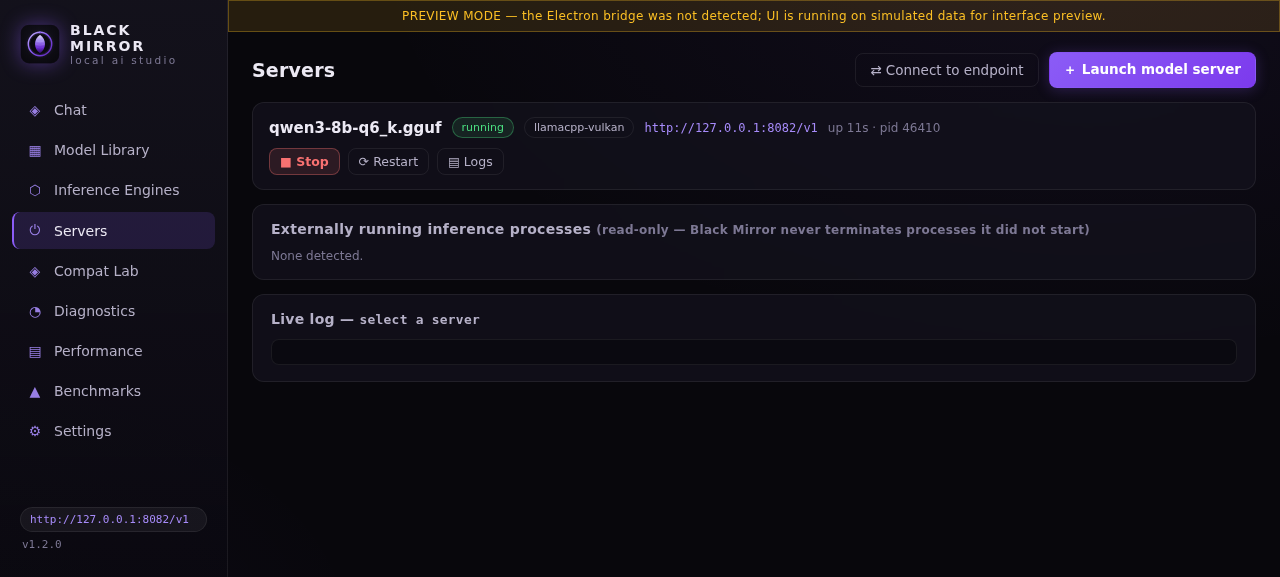 PREVIEW MODE — the Electron bridge was not detected; UI is running on simulated data for interface preview.
BLACK
MIRROR
local ai studio
Chat
Model Library
Inference Engines
Servers
Compat Lab
Diagnostics
Performance
Benchmarks
Settings
http://127.0.0.1:8082/v1
v1.2.0
Servers
⇄ Connect to endpoint
+ Launch model server
qwen3-8b-q6_k.gguf running llamacpp-vulkan http://127.0.0.1:8082/v1 up 11s · pid 46410
■ Stop ⟳ Restart ▤ Logs
Externally running inference processes (read-only — Black Mirror never terminates processes it did not start)
None detected.
Live log — select a server